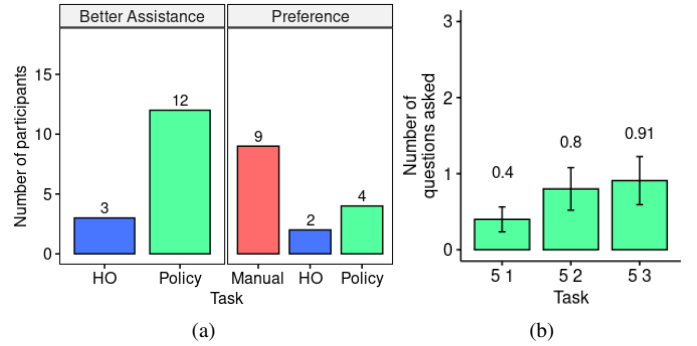 Better Assistance
Preference
Number of participants
15
10
5
0
3
12
9
2
4
HO
Policy
Manual
HO
Policy
Task
(a)
Number of
questions asked
3
2
1
0
0.4
0.8
0.91
5 1
5 2
5 3
Task
(b)